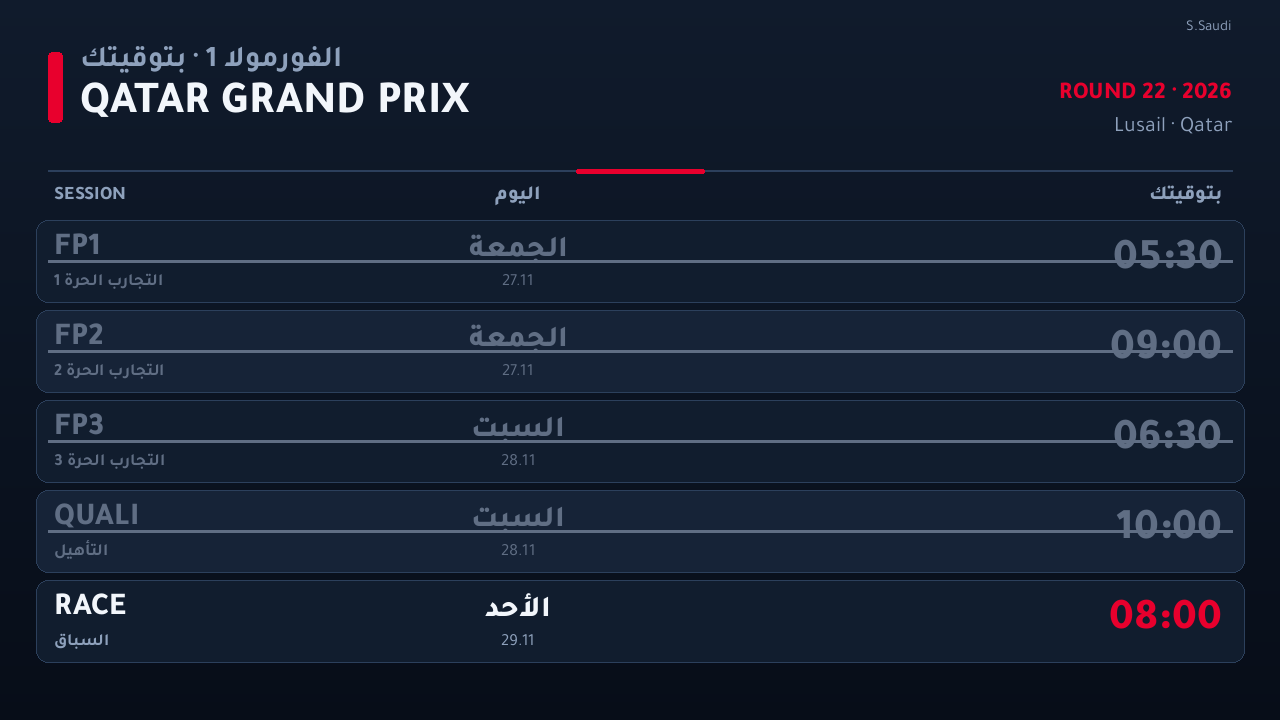 S.Saudi
الفورمولا 1 · بتوقيتك
QATAR GRAND PRIX
ROUND 22 · 2026
Lusail · Qatar
SESSION اليوم بتوقيتك
FP1 الجمعة 05:30
التجارب الحرة 1 27.11
FP2 الجمعة 09:00
التجارب الحرة 2 27.11
FP3 السبت 06:30
التجارب الحرة 3 28.11
QUALI السبت 10:00
التأهيل 28.11
RACE الأحد 08:00
السباق 29.11